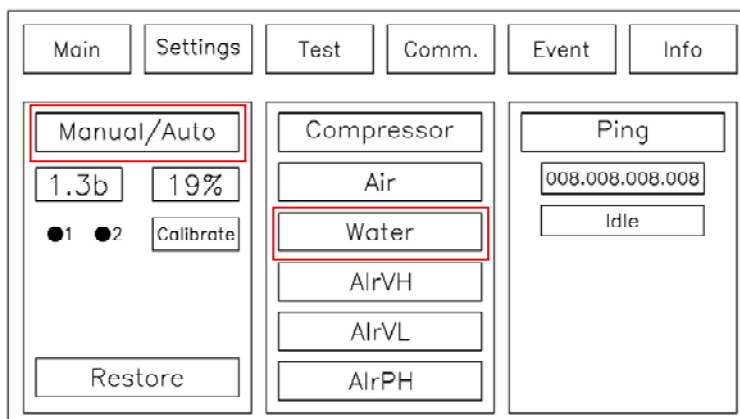 Main Settings Test Comm. Event Info
Manual/Auto
1.3b 19%
1 2 Calibrate
Restore
Compressor
Air
Water
AIrVH
AIrVL
AIrPH
Ping
008.008.008.008
Idle